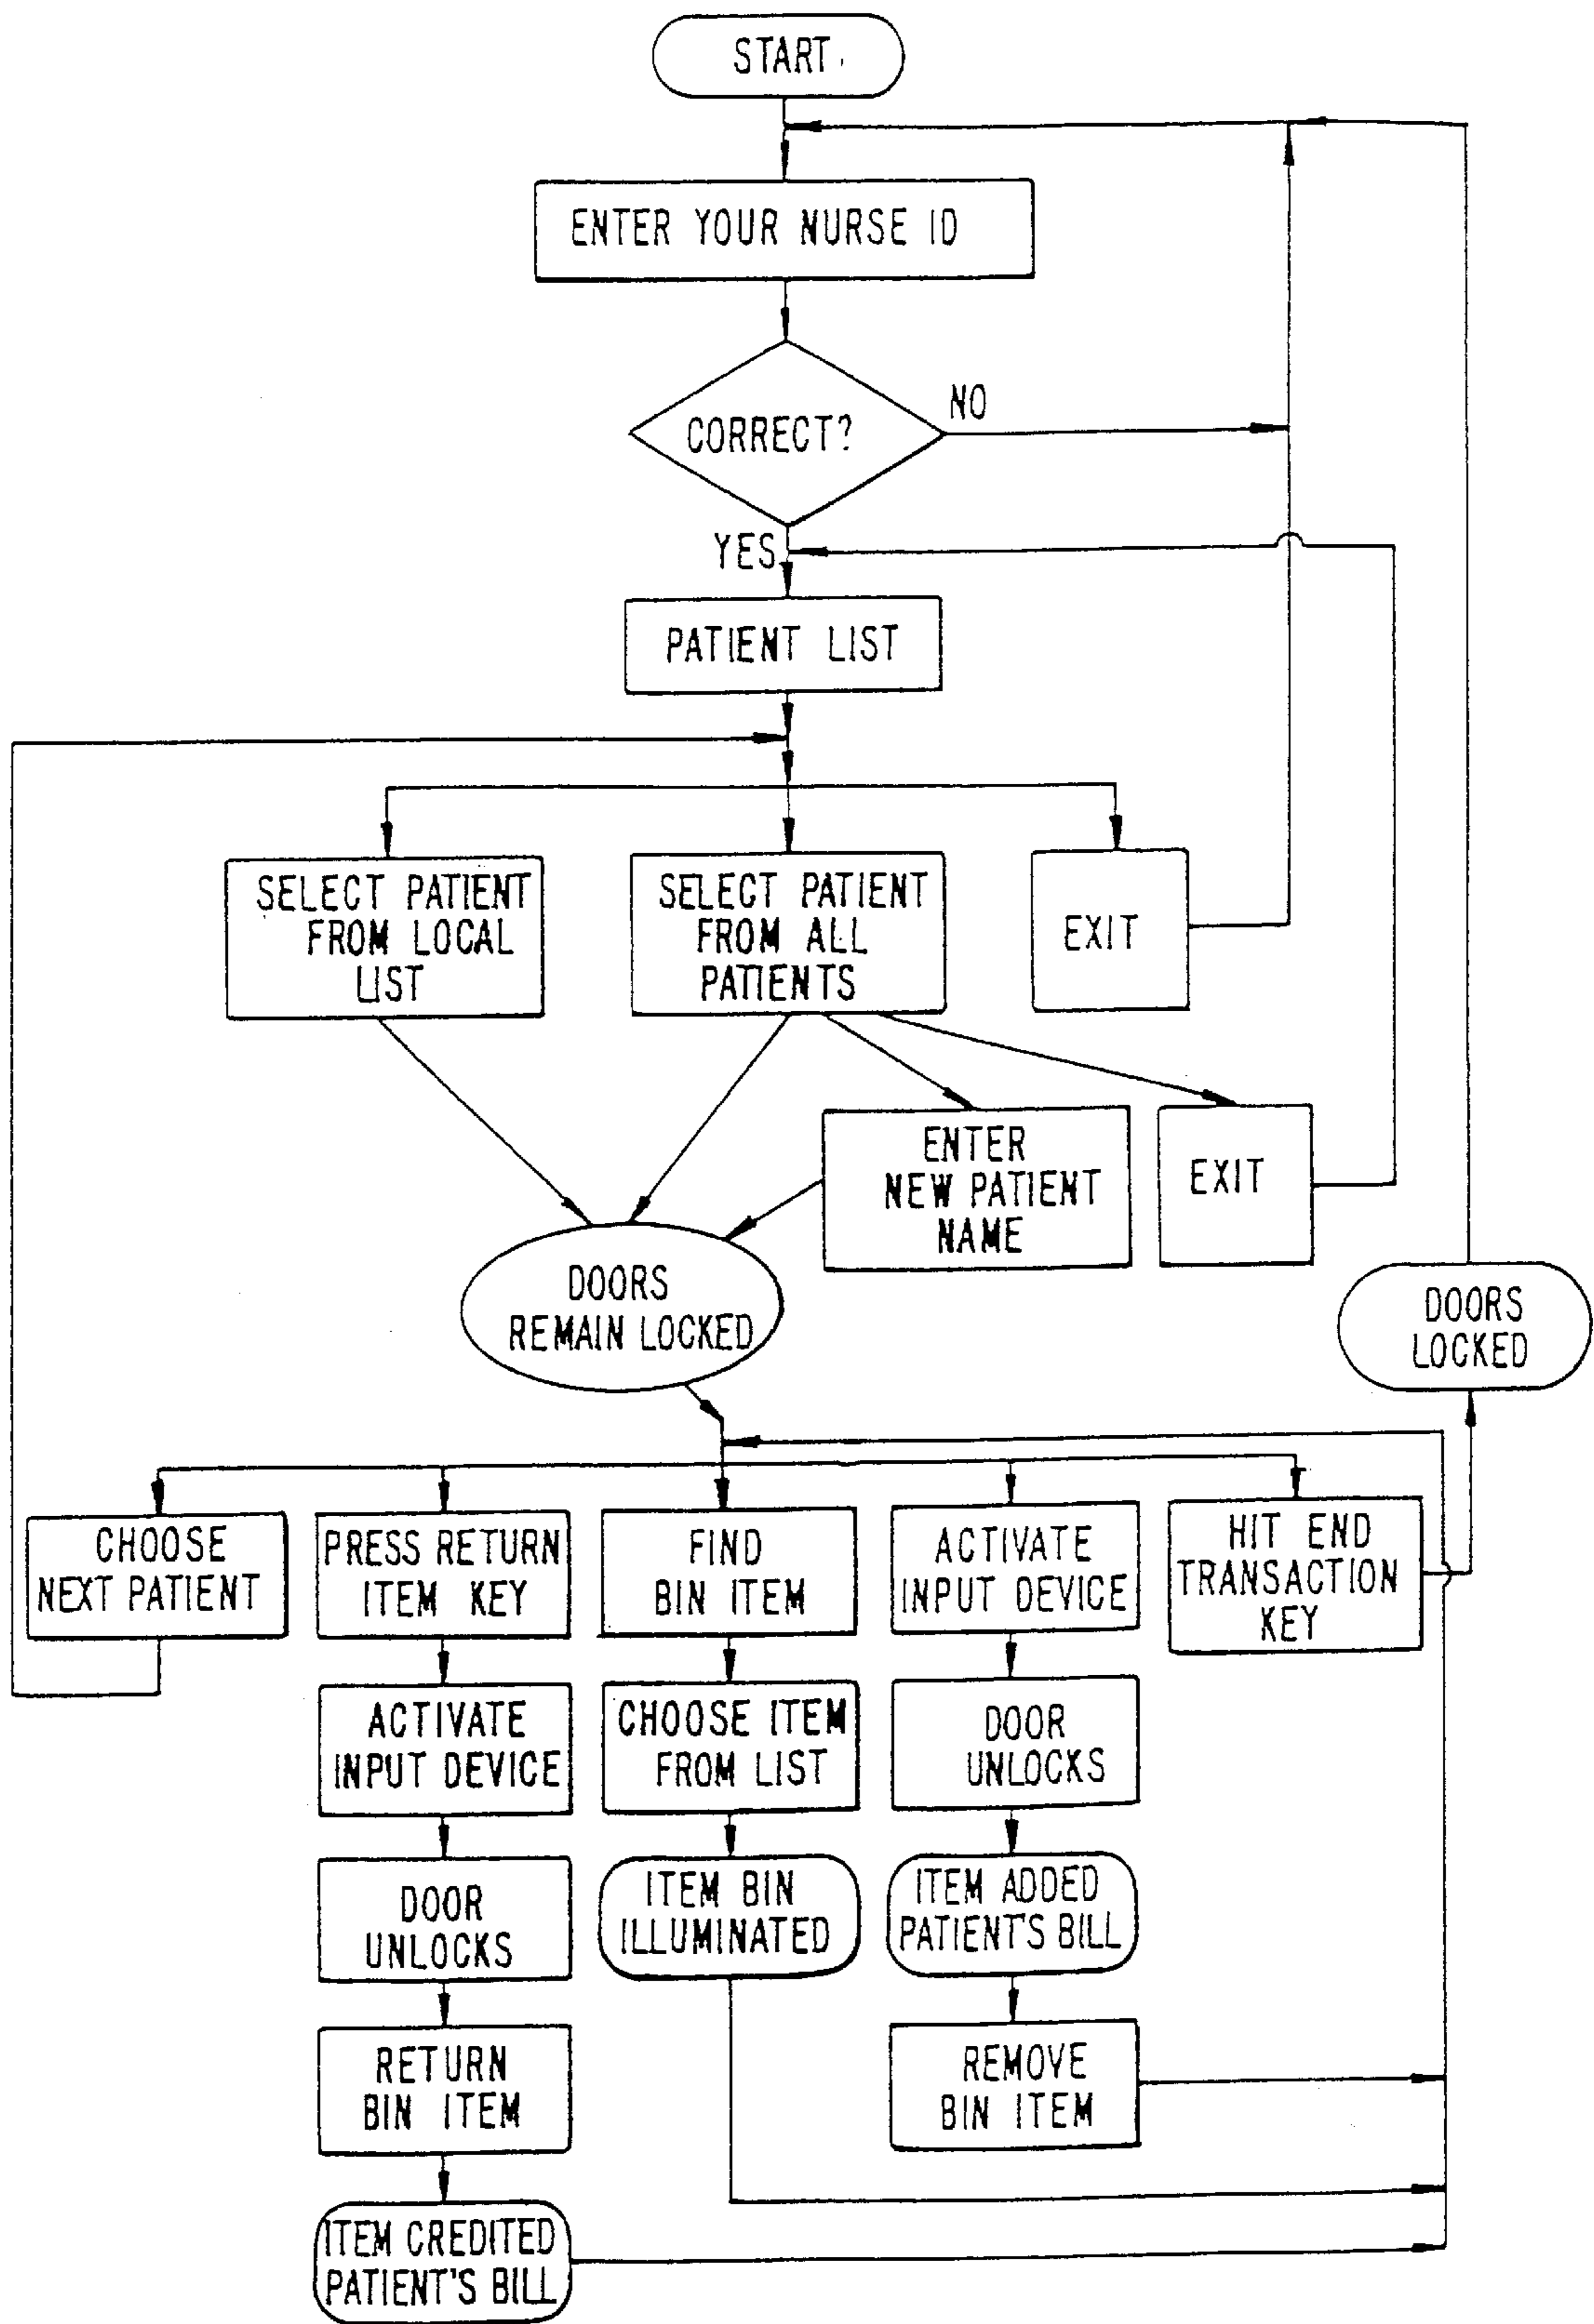 START
ENTER YOUR NURSE ID
CORRECT?
NO
YES
PATIENT LIST
SELECT PATIENT
FROM LOCAL
LIST
SELECT PATIENT
FROM ALL
PATIENTS
EXIT
ENTER
NEW PATIENT
NAME
EXIT
DOORS
REMAIN LOCKED
DOORS
LOCKED
CHOOSE
NEXT PATIENT
PRESS RETURN
ITEM KEY
FIND
BIN ITEM
ACTIVATE
INPUT DEVICE
HIT END
TRANSACTION
KEY
ACTIVATE
INPUT DEVICE
CHOOSE ITEM
FROM LIST
DOOR
UNLOCKS
DOOR
UNLOCKS
ITEM BIN
ILLUMINATED
ITEM ADDED
PATIENT'S BILL
RETURN
BIN ITEM
REMOVE
BIN ITEM
ITEM CREDITED
PATIENT'S BILL